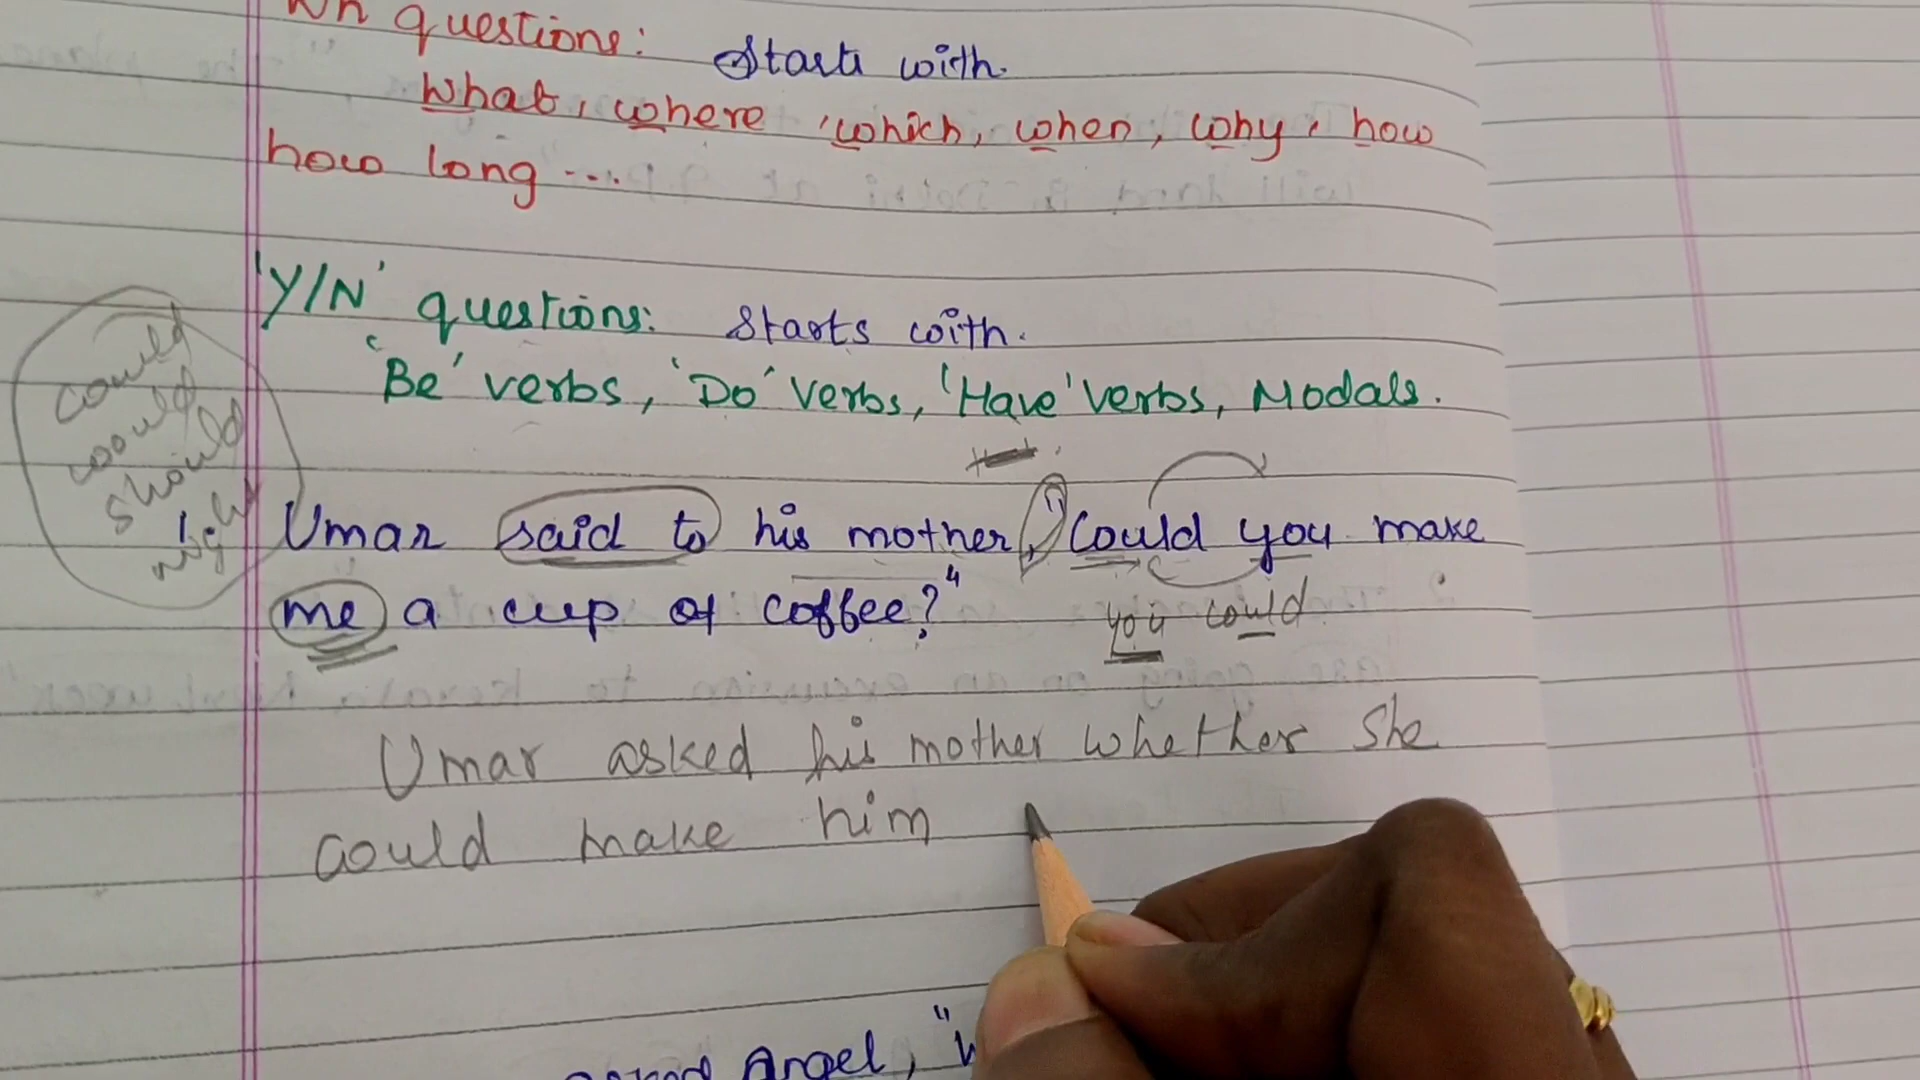 Wh questions: Starts with.
What, where, which, when, why, how
how long ...
'Y/N' questions: Starts with.
'Be' verbs, 'Do' verbs, 'Have' verbs, Modals.
could
would
should
might
Umar said to his mother, "Could you make
me a cup of coffee?"
you could
Umar asked his mother whether she
could make him
asked Angel, "W